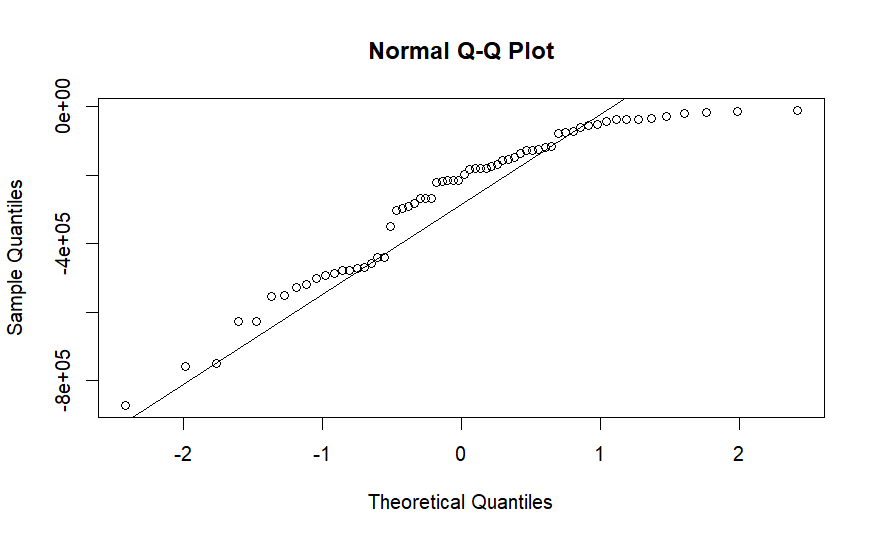 Normal Q-Q Plot
0e+00
-4e+05
-8e+05
Sample Quantiles
-2
-1
0
1
2
Theoretical Quantiles